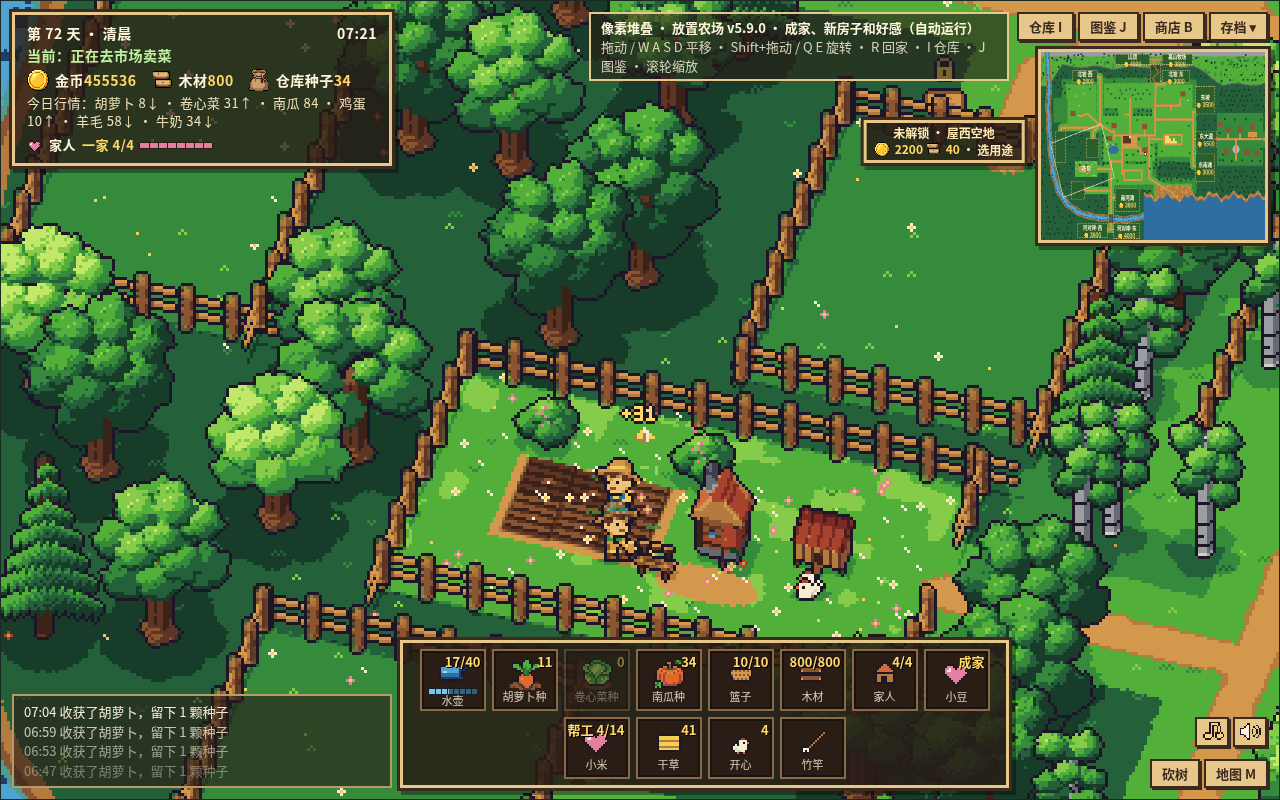 第 72 天 · 清晨
07:21
当前：正在去市场卖菜
金币455536 木材800 仓库种子34
今日行情：胡萝卜 8↓ · 卷心菜 31↑ · 南瓜 84 · 鸡蛋
10↑ · 羊毛 58↓ · 牛奶 34↓
家人 一家 4/4
像素堆叠 · 放置农场 v5.9.0 · 成家、新房子和好感（自动运行）
拖动 / W A S D 平移 · Shift+拖动 / Q E 旋转 · R 回家 · I 仓库 · J
图鉴 · 滚轮缩放
仓库 I
图鉴 J
商店 B
存档 ▾
未解锁 · 屋西空地
2200 40 · 选用途
+31
07:04 收获了胡萝卜，留下 1 颗种子
06:59 收获了胡萝卜，留下 1 颗种子
06:53 收获了胡萝卜，留下 1 颗种子
06:47 收获了胡萝卜，留下 1 颗种子
17/40
水壶
11
胡萝卜种
0
卷心菜种
34
南瓜种
10/10
篮子
800/800
木材
4/4
家人
成家
小豆
帮工 4/14
小米
41
干草
4
开心
竹竿
砍树
地图 M